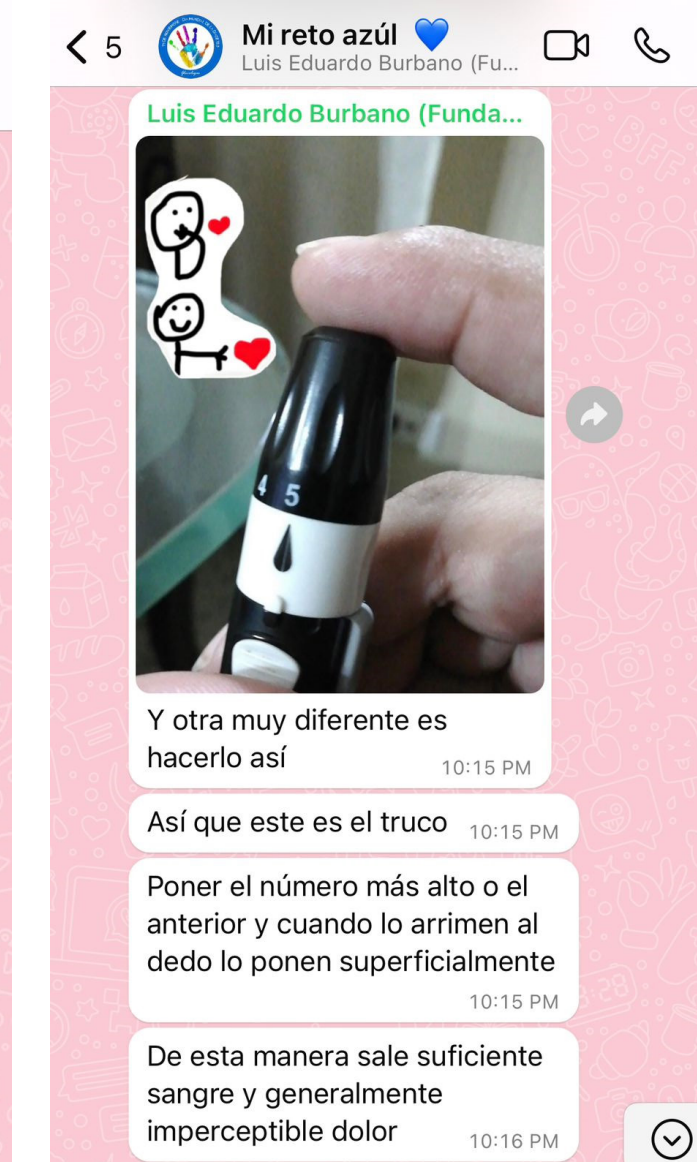 5
Mi reto azúl 💙
Luis Eduardo Burbano (Fu...
Luis Eduardo Burbano (Funda...
4 5
Y otra muy diferente es
hacerlo así
10:15 PM
Así que este es el truco
10:15 PM
Poner el número más alto o el
anterior y cuando lo arrimen al
dedo lo ponen superficialmente
10:15 PM
De esta manera sale suficiente
sangre y generalmente
imperceptible dolor
10:16 PM